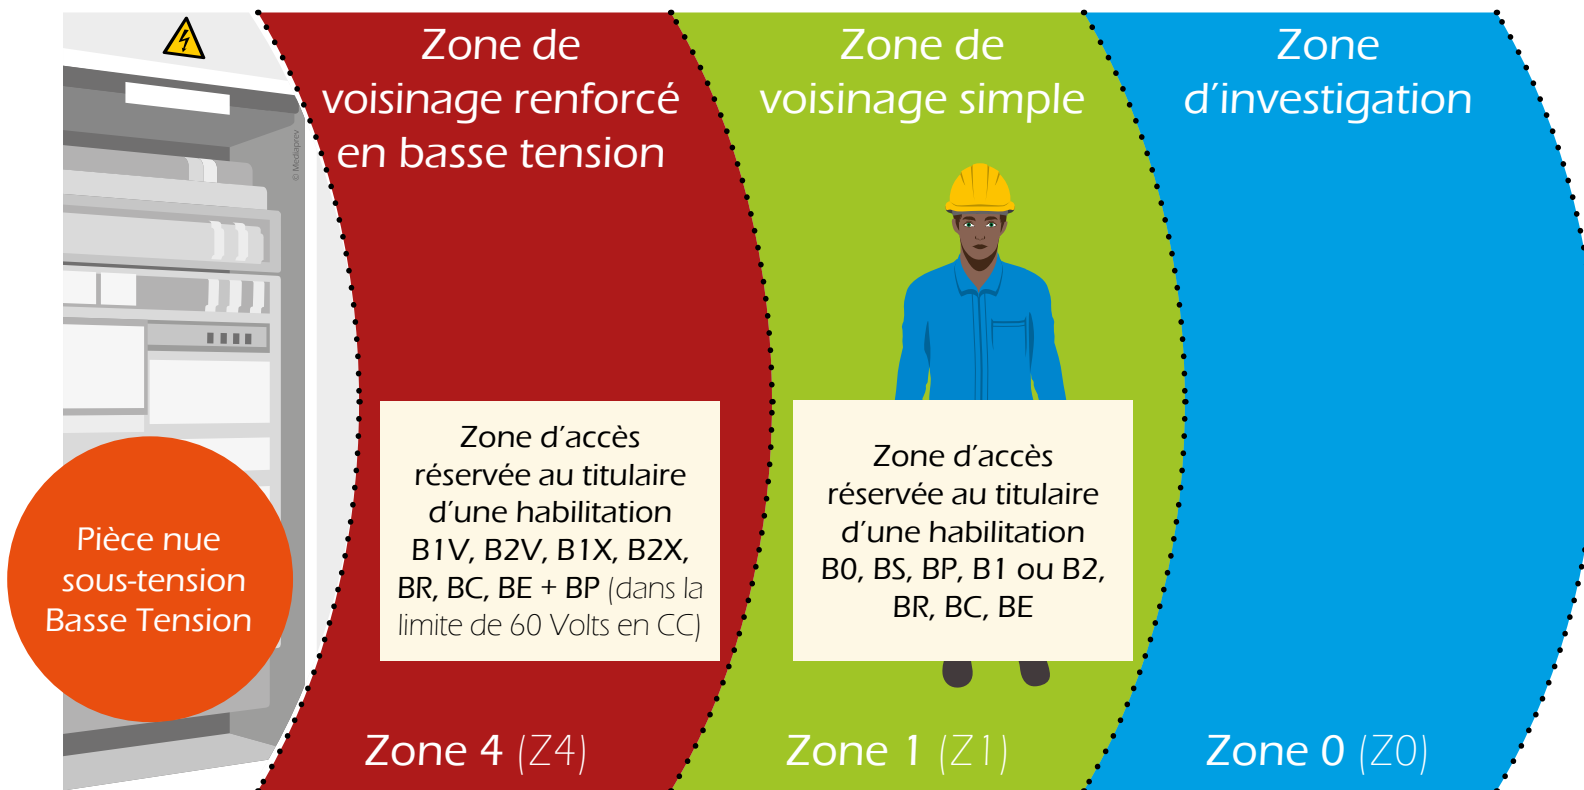 Zone de
voisinage renforcé
en basse tension
Zone de
voisinage simple
Zone
d'investigation
© Mediaprev
Pièce nue
sous-tension
Basse Tension
Zone d'accès
réservée au titulaire
d'une habilitation
B1V, B2V, B1X, B2X,
BR, BC, BE + BP (dans la
limite de 60 Volts en CC)
Zone d'accès
réservée au titulaire
d'une habilitation
B0, BS, BP, B1 ou B2,
BR, BC, BE
Zone 4 (Z4)
Zone 1 (Z1)
Zone 0 (Z0)